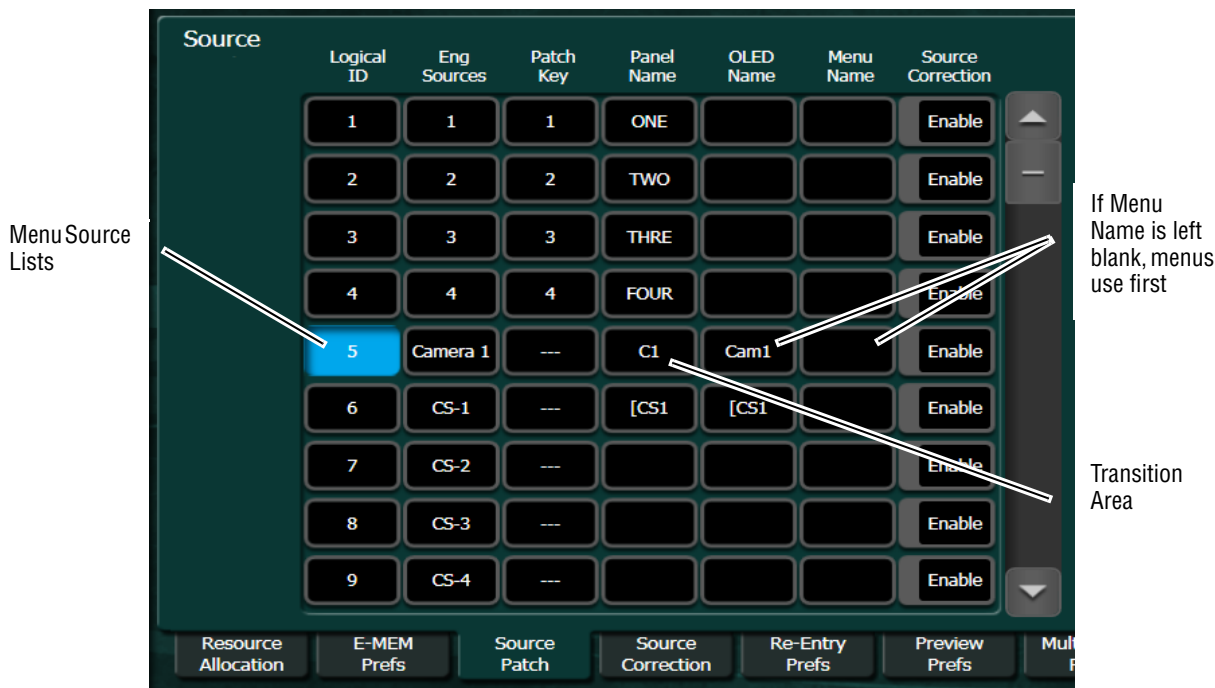 Source
Logical ID Eng Sources Patch Key Panel Name OLED Name Menu Name Source Correction
1 1 1 ONE Enable
2 2 2 TWO Enable
3 3 3 THRE Enable
4 4 4 FOUR Enable
5 Camera 1 --- C1 Cam1 Enable
6 CS-1 --- [CS1 [CS1 Enable
7 CS-2 --- Enable
8 CS-3 --- Enable
9 CS-4 --- Enable
Resource Allocation E-MEM Prefs Source Patch Source Correction Re-Entry Prefs Preview Prefs
Menu Source
Lists
If Menu
Name is left
blank, menus
use first
Transition
Area